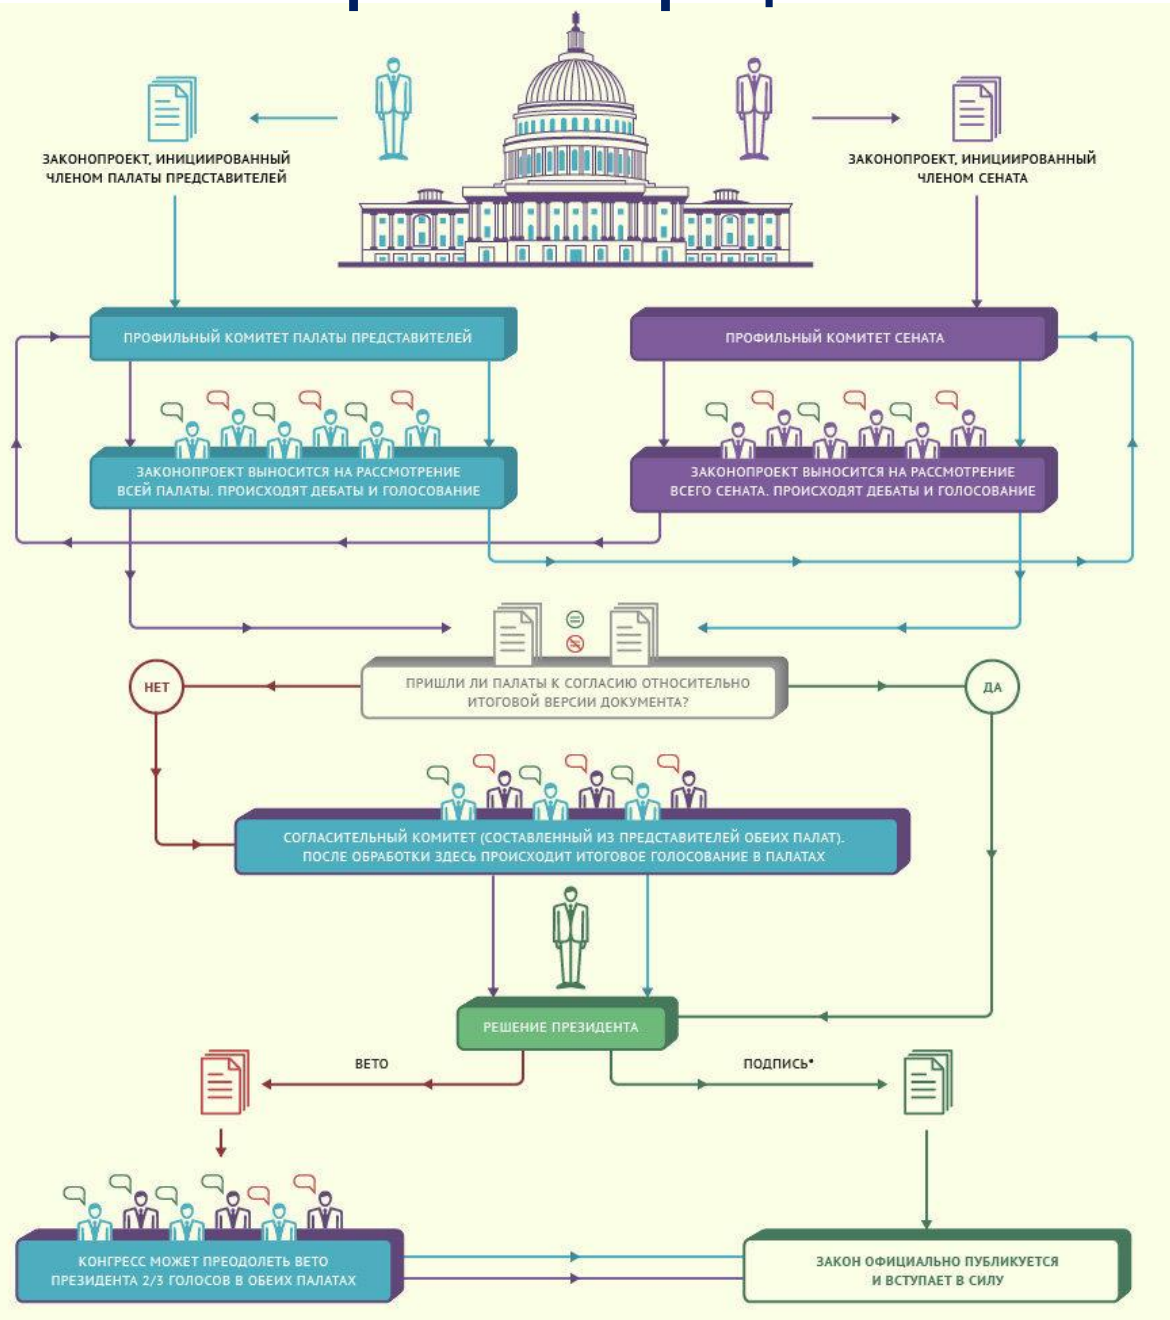 ЗАКОНОПРОЕКТ, ИНИЦИИРОВАННЫЙ
ЧЛЕНОМ ПАЛАТЫ ПРЕДСТАВИТЕЛЕЙ
ЗАКОНОПРОЕКТ, ИНИЦИИРОВАННЫЙ
ЧЛЕНОМ СЕНАТА
ПРОФИЛЬНЫЙ КОМИТЕТ ПАЛАТЫ ПРЕДСТАВИТЕЛЕЙ
ПРОФИЛЬНЫЙ КОМИТЕТ СЕНАТА
ЗАКОНОПРОЕКТ ВЫНОСИТСЯ НА РАССМОТРЕНИЕ
ВСЕЙ ПАЛАТЫ. ПРОИСХОДЯТ ДЕБАТЫ И ГОЛОСОВАНИЕ
ЗАКОНОПРОЕКТ ВЫНОСИТСЯ НА РАССМОТРЕНИЕ
ВСЕГО СЕНАТА. ПРОИСХОДЯТ ДЕБАТЫ И ГОЛОСОВАНИЕ
НЕТ
ПРИШЛИ ЛИ ПАЛАТЫ К СОГЛАСИЮ ОТНОСИТЕЛЬНО
ИТОГОВОЙ ВЕРСИИ ДОКУМЕНТА?
ДА
СОГЛАСИТЕЛЬНЫЙ КОМИТЕТ (СОСТАВЛЕННЫЙ ИЗ ПРЕДСТАВИТЕЛЕЙ ОБЕИХ ПАЛАТ).
ПОСЛЕ ОБРАБОТКИ ЗДЕСЬ ПРОИСХОДИТ ИТОГОВОЕ ГОЛОСОВАНИЕ В ПАЛАТАХ
РЕШЕНИЕ ПРЕЗИДЕНТА
ВЕТО
ПОДПИСЬ*
КОНГРЕСС МОЖЕТ ПРЕОДОЛЕТЬ ВЕТО
ПРЕЗИДЕНТА 2/3 ГОЛОСОВ В ОБЕИХ ПАЛАТАХ
ЗАКОН ОФИЦИАЛЬНО ПУБЛИКУЕТСЯ
И ВСТУПАЕТ В СИЛУ